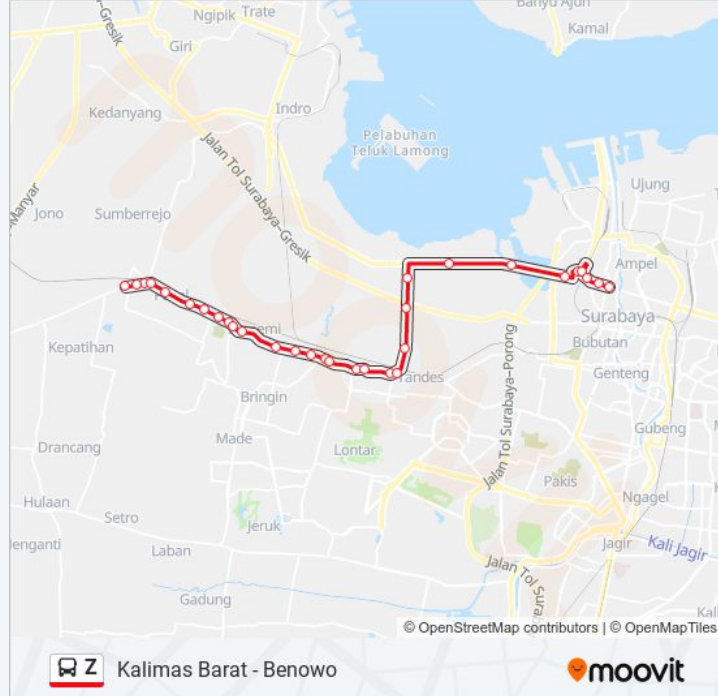 Banyu Ajuh
Kamal
Ngipik
Trate
Giri
Kedanyang
Indro
Pelabuhan
Teluk Lamong
Jalan Tol Surabaya-Gresik
Manyar
Jono
Sumberrejo
Ujung
Ampel
Surabaya
Kepatihan
Bubutan
Tandes
Genteng
Bringin
Jalan Tol Surabaya-Porong
Made
Gubeng
Drancang
Lontar
Pakis
Ngagel
Hulaan
Setro
Jeruk
Menganti
Laban
Jagir
Kali Jagir
Gadung
© OpenStreetMap contributors | © OpenMapTiles
Z Kalimas Barat - Benowo
moovit